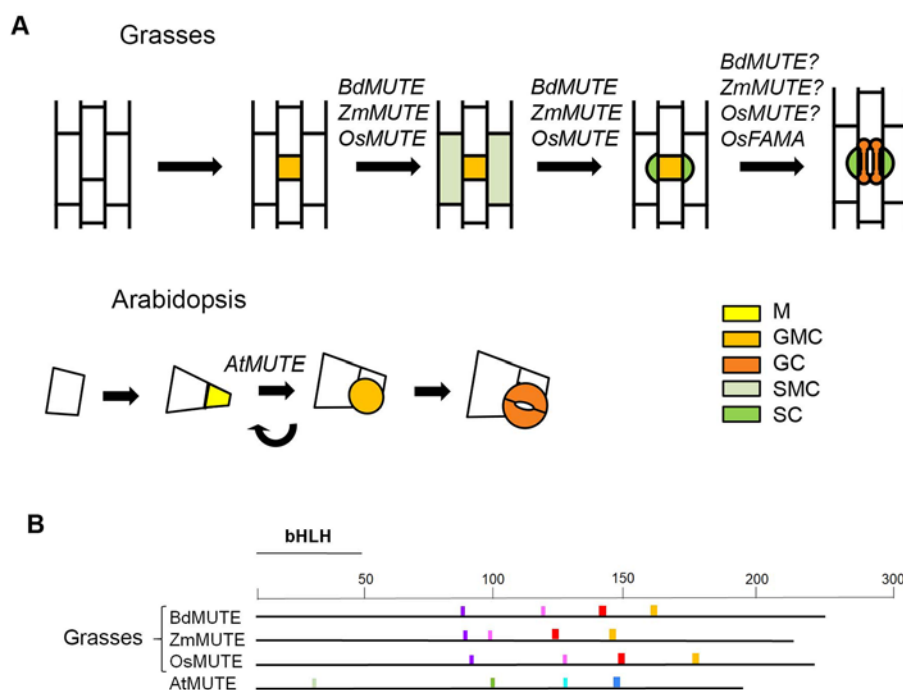 A
Grasses
BdMUTE
ZmMUTE
OsMUTE
BdMUTE
ZmMUTE
OsMUTE
BdMUTE?
ZmMUTE?
OsMUTE?
OsFAMA
Arabidopsis
AtMUTE
M
GMC
GC
SMC
SC
B
bHLH
50 100 150 200 300
Grasses
BdMUTE
ZmMUTE
OsMUTE
AtMUTE